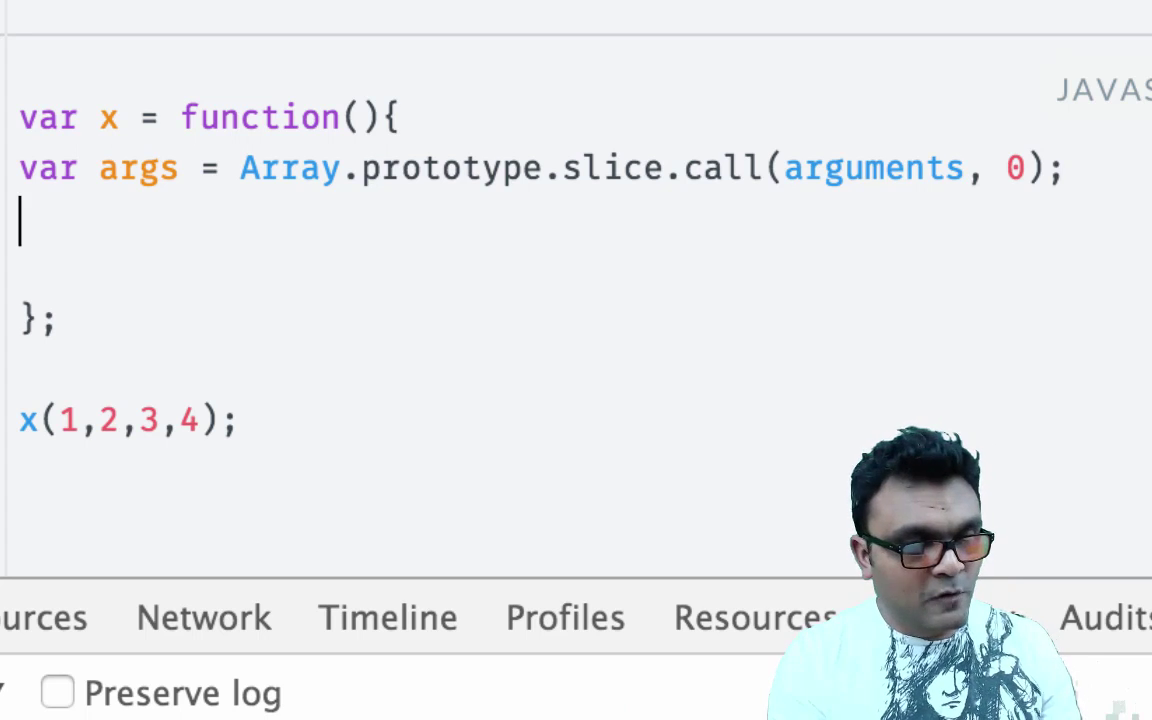 JAVAS
var x = function(){
var args = Array.prototype.slice.call(arguments, 0);
};
x(1,2,3,4);
ources Network Timeline Profiles Resources Audits
Preserve log